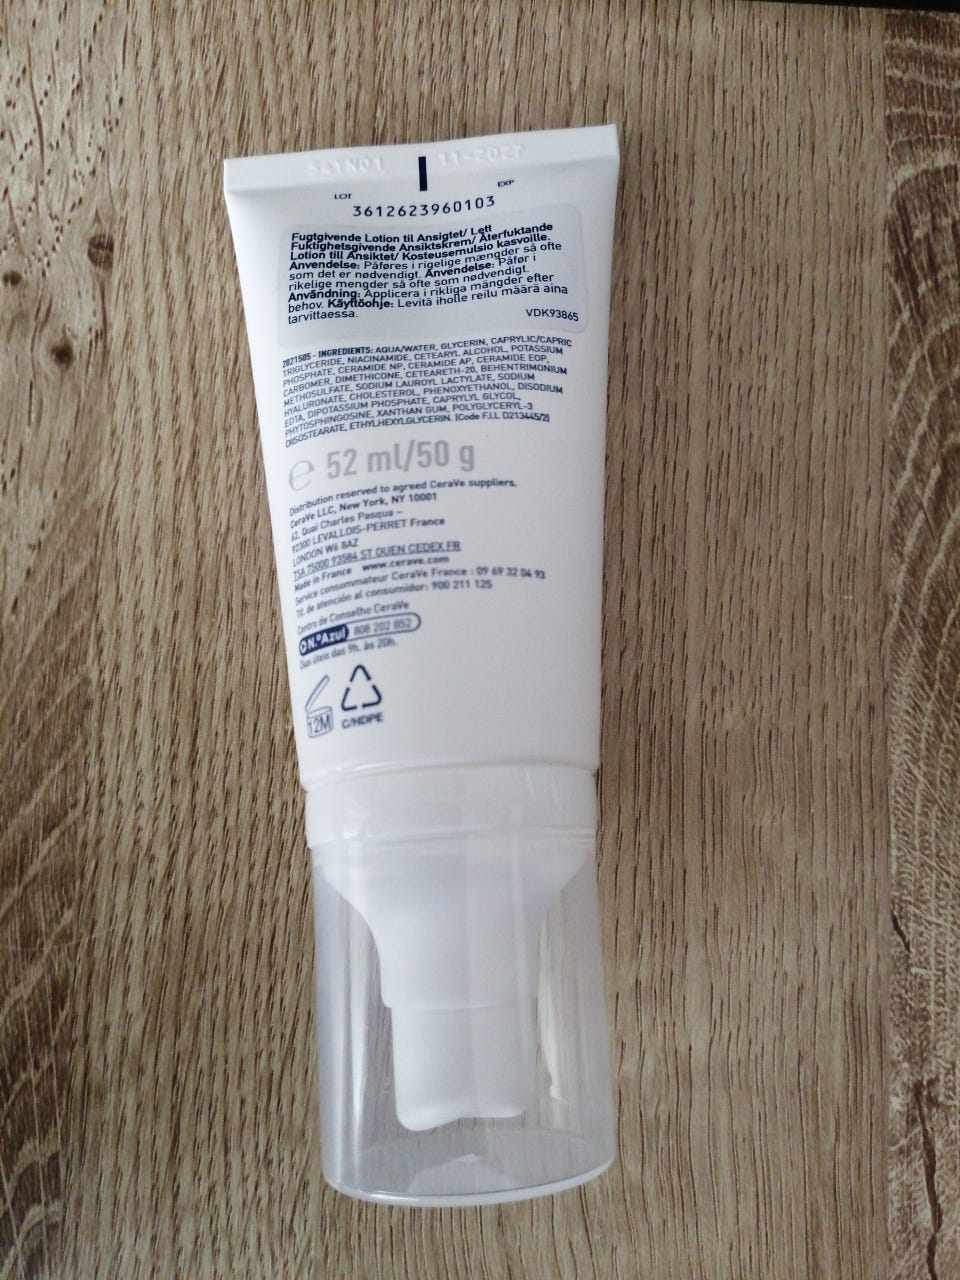 54YN01 11-2027
LOT EXP
3612623960103
Fugtgivende Lotion til Ansigtet/ Lett
Fuktighetsgivende Ansiktskrem/ Återfuktande
Lotion till Ansiktet/ Kosteusemulsio kasvoille.
Anvendelse: Påføres i rigelige mængder så ofte
som det er nødvendigt. Anvendelse: Påfør i
rikelige mengder så ofte som nødvendigt.
Användning: Applicera i rikliga mängder efter
behov. Käyttöohje: Levitä iholle reilu määrä aina
tarvittaessa.
VDK93865
2021505 - INGREDIENTS: AQUA/WATER, GLYCERIN, CAPRYLIC/CAPRIC
TRIGLYCERIDE, NIACINAMIDE, CETEARYL ALCOHOL, POTASSIUM
PHOSPHATE, CERAMIDE NP, CERAMIDE AP, CERAMIDE EOP,
CARBOMER, DIMETHICONE, CETEARETH-20, BEHENTRIMONIUM
METHOSULFATE, SODIUM LAUROYL LACTYLATE, SODIUM
HYALURONATE, CHOLESTEROL, PHENOXYETHANOL, DISODIUM
EDTA, DIPOTASSIUM PHOSPHATE, CAPRYLYL GLYCOL,
PHYTOSPHINGOSINE, XANTHAN GUM, POLYGLYCERYL-3
DIISOSTEARATE, ETHYLHEXYLGLYCERIN. (Code F.I.L. D213445/2)
e 52 ml/50 g
Distribution reserved to agreed CeraVe suppliers.
CeraVe LLC, New York, NY 10001
62, Quai Charles Pasqua –
92300 LEVALLOIS-PERRET France
LONDON W6 8AZ
TSA 75000 93584 ST OUEN CEDEX FR
Made in France www.cerave.com
Service consommateur CeraVe France : 09 69 32 04 93
Tlf. de atención al consumidor: 900 211 125
Centro de Conselho CeraVe
N.º Azul 808 202 852
Dias úteis das 9h. às 20h.
12M
C/HDPE